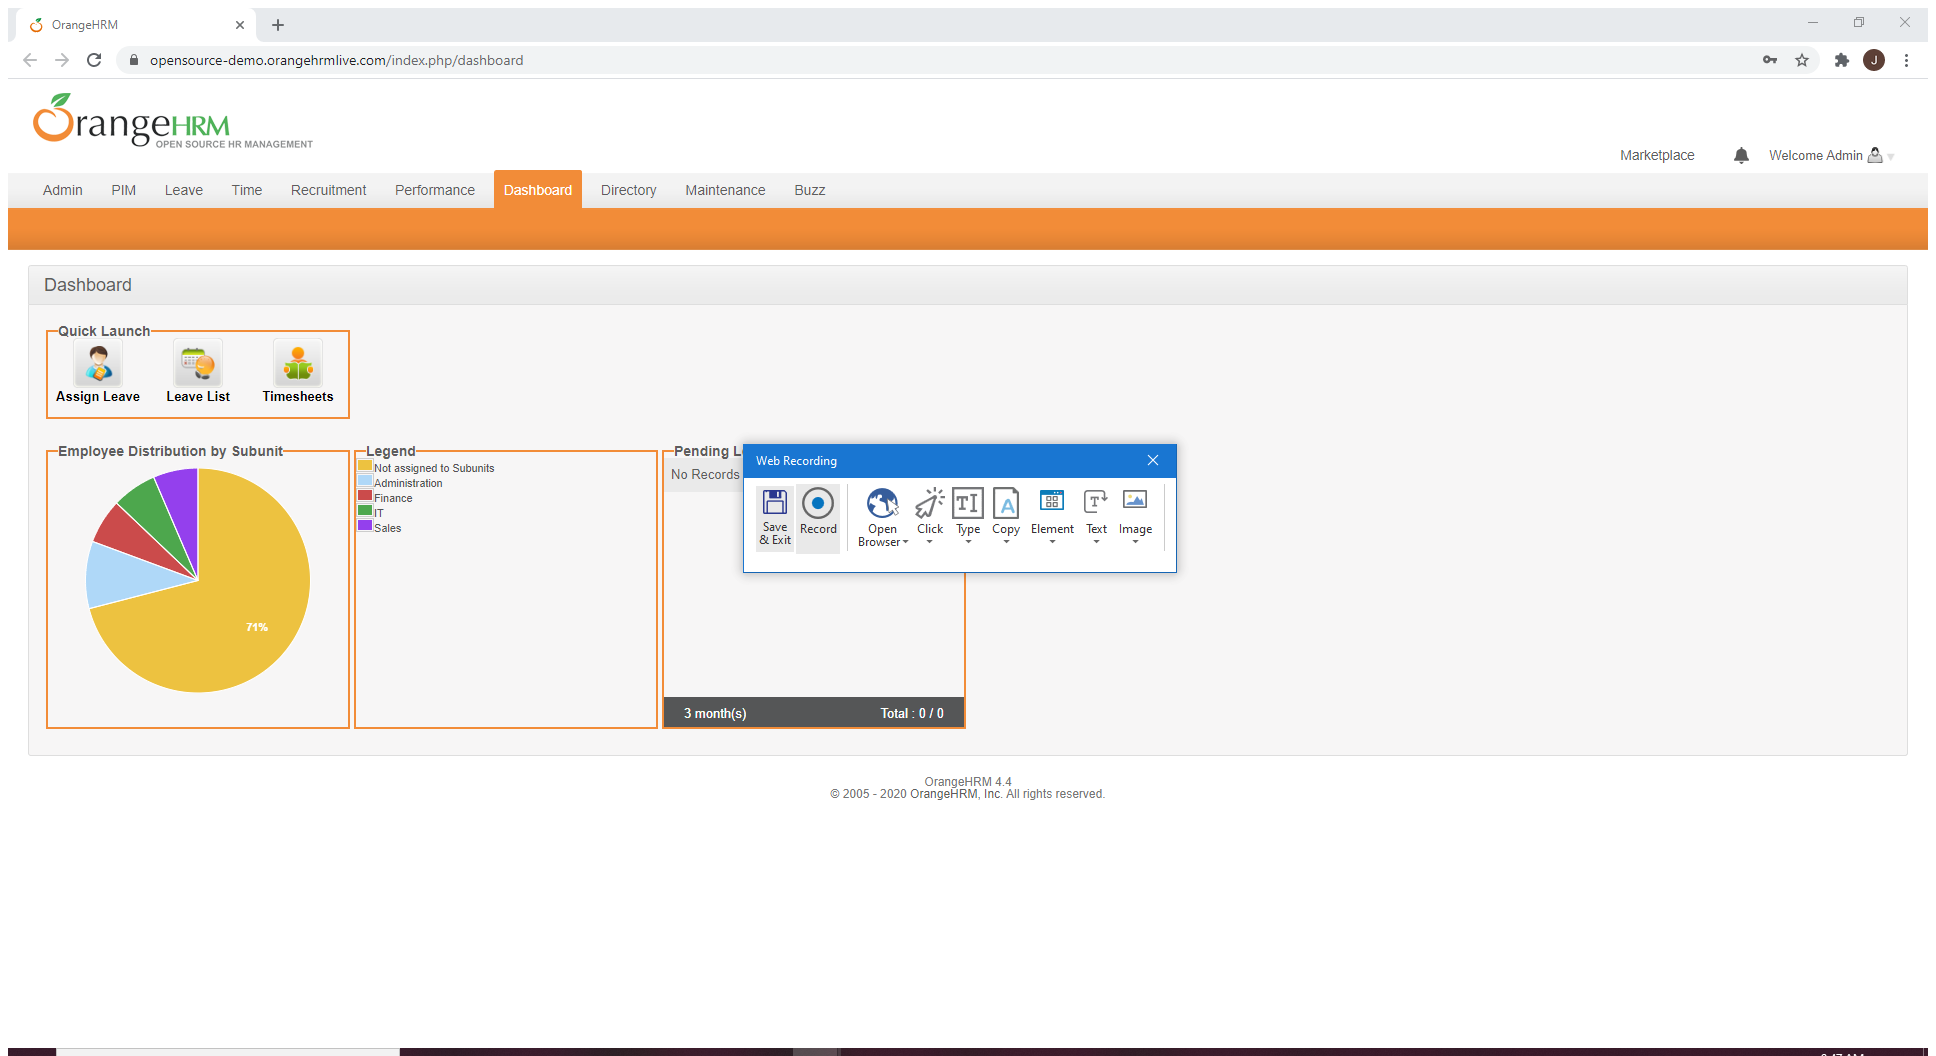 OrangeHRM
opensource-demo.orangehrmlive.com/index.php/dashboard
J
OrangeHRM
OPEN SOURCE HR MANAGEMENT
Marketplace
Welcome Admin
Admin PIM Leave Time Recruitment Performance Dashboard Directory Maintenance Buzz
Dashboard
Quick Launch
Assign Leave Leave List Timesheets
Employee Distribution by Subunit
71%
Legend
Not assigned to Subunits
Administration
Finance
IT
Sales
Pending L
No Records
3 month(s) Total : 0 / 0
Web Recording
Save & Exit
Record
Open Browser
Click
Type
Copy
Element
Text
Image
OrangeHRM 4.4
© 2005 - 2020 OrangeHRM, Inc. All rights reserved.